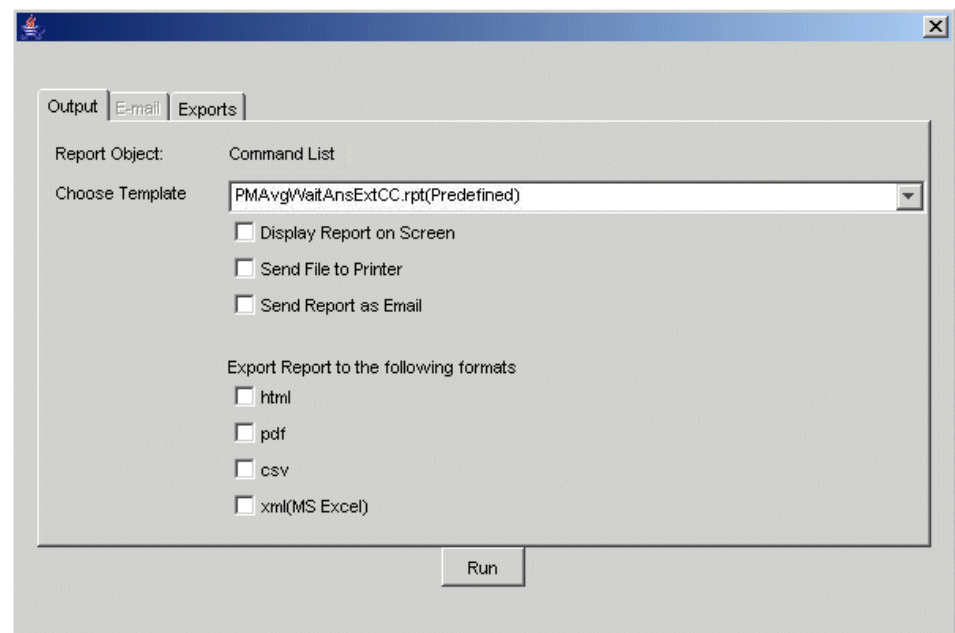 Output E-mail Exports
Report Object: Command List
Choose Template PMAvgWaitAnsExtCC.rpt(Predefined)
Display Report on Screen
Send File to Printer
Send Report as Email
Export Report to the following formats
html
pdf
csv
xml(MS Excel)
Run